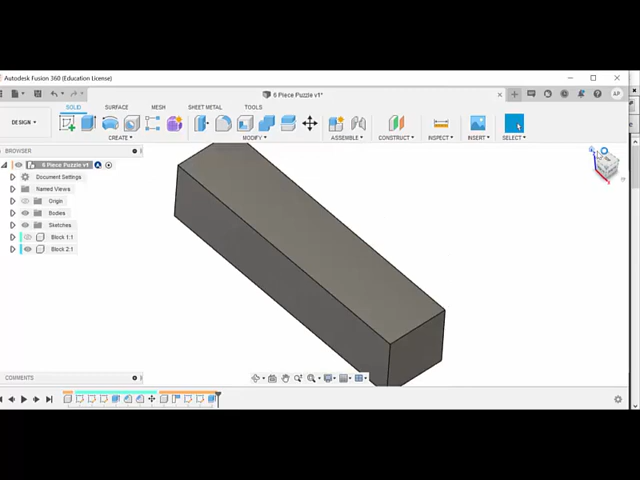 Autodesk Fusion 360 (Education License)
6 Piece Puzzle v1*
AP
SOLID SURFACE MESH SHEET METAL TOOLS
DESIGN
CREATE MODIFY ASSEMBLE CONSTRUCT INSPECT INSERT SELECT
BROWSER
6 Piece Puzzle v1
Document Settings
Named Views
Origin
Bodies
Sketches
Block 1:1
Block 2:1
COMMENTS